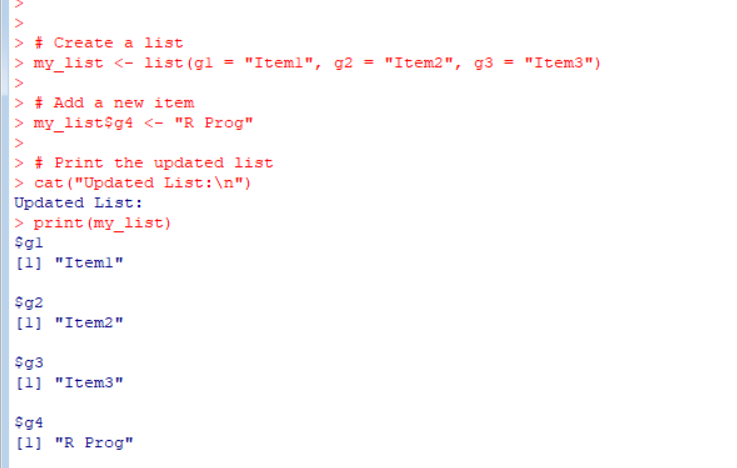 >
>
> # Create a list
> my_list <- list(g1 = "Item1", g2 = "Item2", g3 = "Item3")
>
> # Add a new item
> my_list$g4 <- "R Prog"
>
> # Print the updated list
> cat("Updated List:\n")
Updated List:
> print(my_list)
$g1
[1] "Item1"

$g2
[1] "Item2"

$g3
[1] "Item3"

$g4
[1] "R Prog"